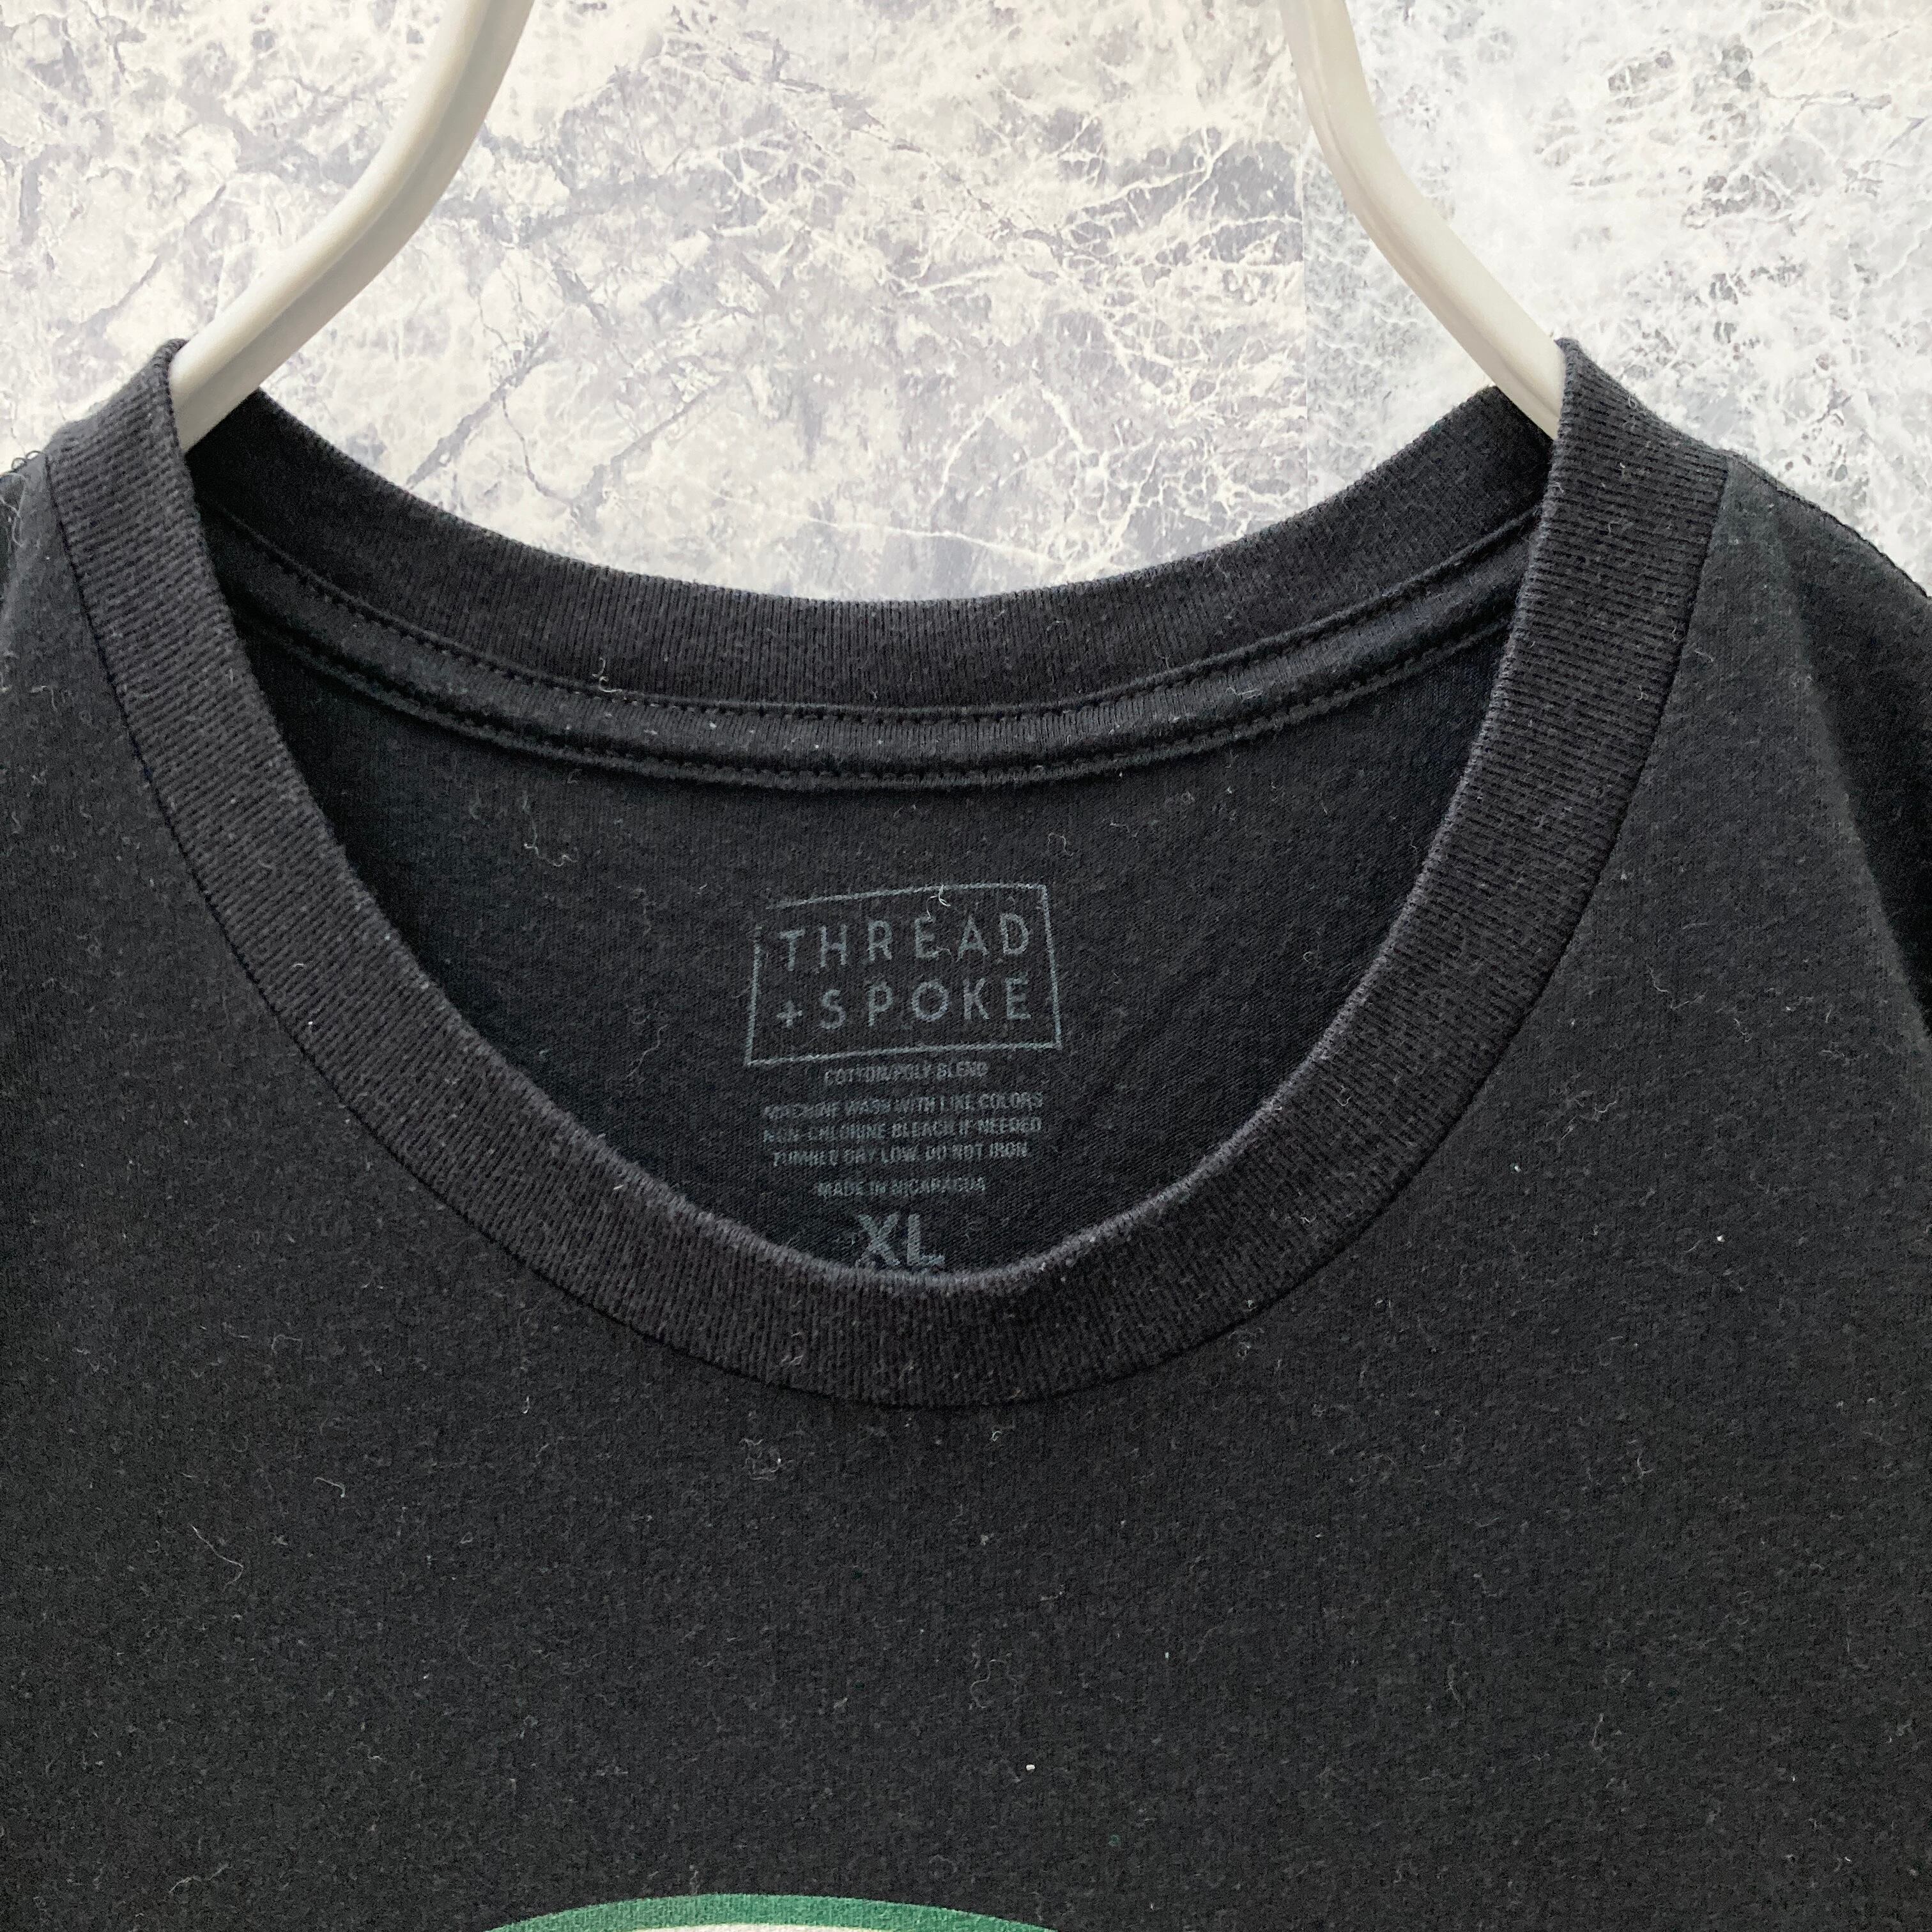 THREAD
+SPOKE
COTTON/POLY BLEND
MACHINE WASH WITH LIKE COLORS
NON-CHLORINE BLEACH IF NEEDED
TUMBLE DRY LOW. DO NOT IRON.
MADE IN NICARAGUA
XL